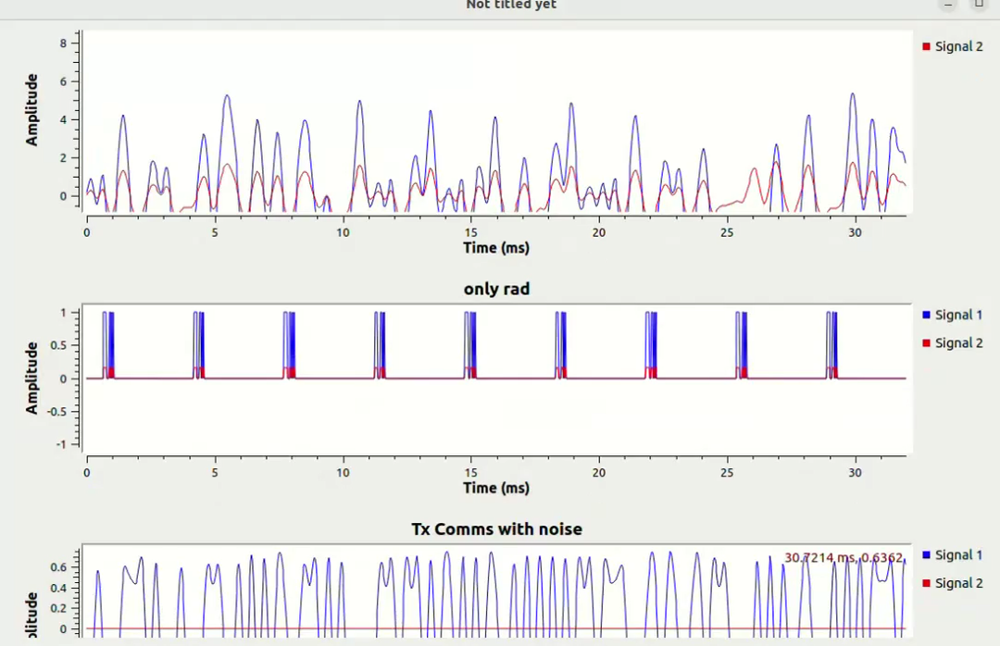 Not titled yet
Signal 2
8
6
4
2
0
Amplitude
0 5 10 15 20 25 30
Time (ms)
only rad
Signal 1
Signal 2
1
0.5
0
-0.5
-1
Amplitude
0 5 10 15 20 25 30
Time (ms)
Tx Comms with noise
30.7214 ms, 0.6362
Signal 1
Signal 2
0.6
0.4
0.2
0
plitude